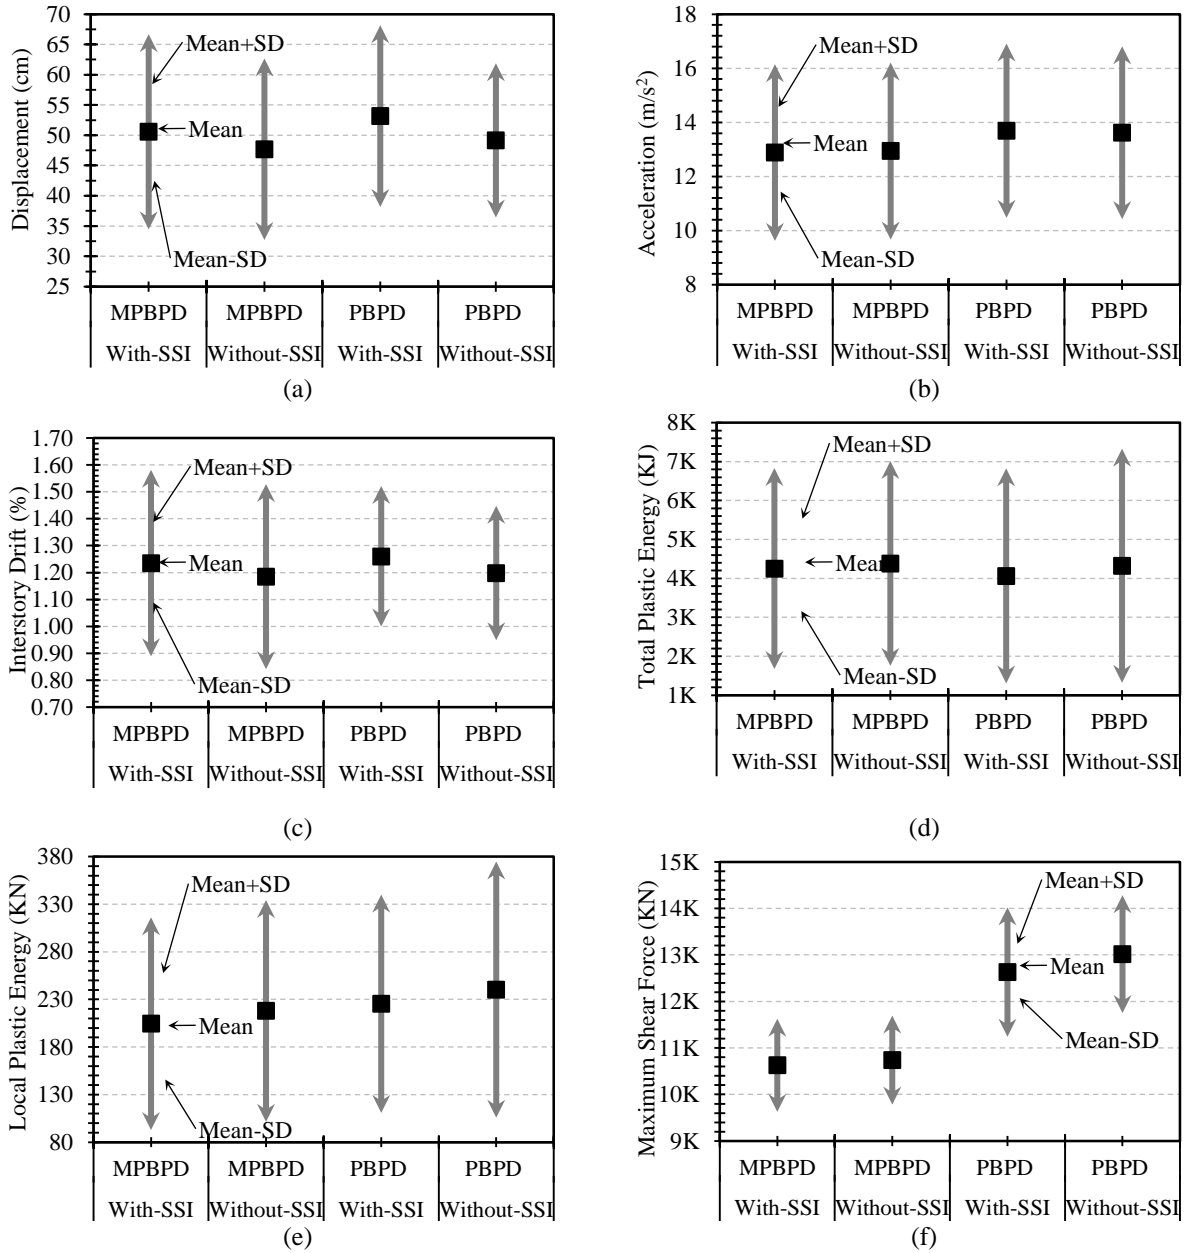 Displacement (cm)
70
65
60
55
50
45
40
35
30
25
Mean+SD
Mean
Mean-SD
MPBPD MPBPD PBPD PBPD
With-SSI Without-SSI With-SSI Without-SSI
(a)
Acceleration (m/s²)
18
16
14
12
10
8
Mean+SD
Mean
Mean-SD
MPBPD MPBPD PBPD PBPD
With-SSI Without-SSI With-SSI Without-SSI
(b)
Interstory Drift (%)
1.70
1.60
1.50
1.40
1.30
1.20
1.10
1.00
0.90
0.80
0.70
Mean+SD
Mean
Mean-SD
MPBPD MPBPD PBPD PBPD
With-SSI Without-SSI With-SSI Without-SSI
(c)
Total Plastic Energy (KJ)
8K
7K
6K
5K
4K
3K
2K
1K
Mean+SD
Mean
Mean-SD
MPBPD MPBPD PBPD PBPD
With-SSI Without-SSI With-SSI Without-SSI
(d)
Local Plastic Energy (KN)
380
330
280
230
180
130
80
Mean+SD
Mean
Mean-SD
MPBPD MPBPD PBPD PBPD
With-SSI Without-SSI With-SSI Without-SSI
(e)
Maximum Shear Force (KN)
15K
14K
13K
12K
11K
10K
9K
Mean+SD
Mean
Mean-SD
MPBPD MPBPD PBPD PBPD
With-SSI Without-SSI With-SSI Without-SSI
(f)